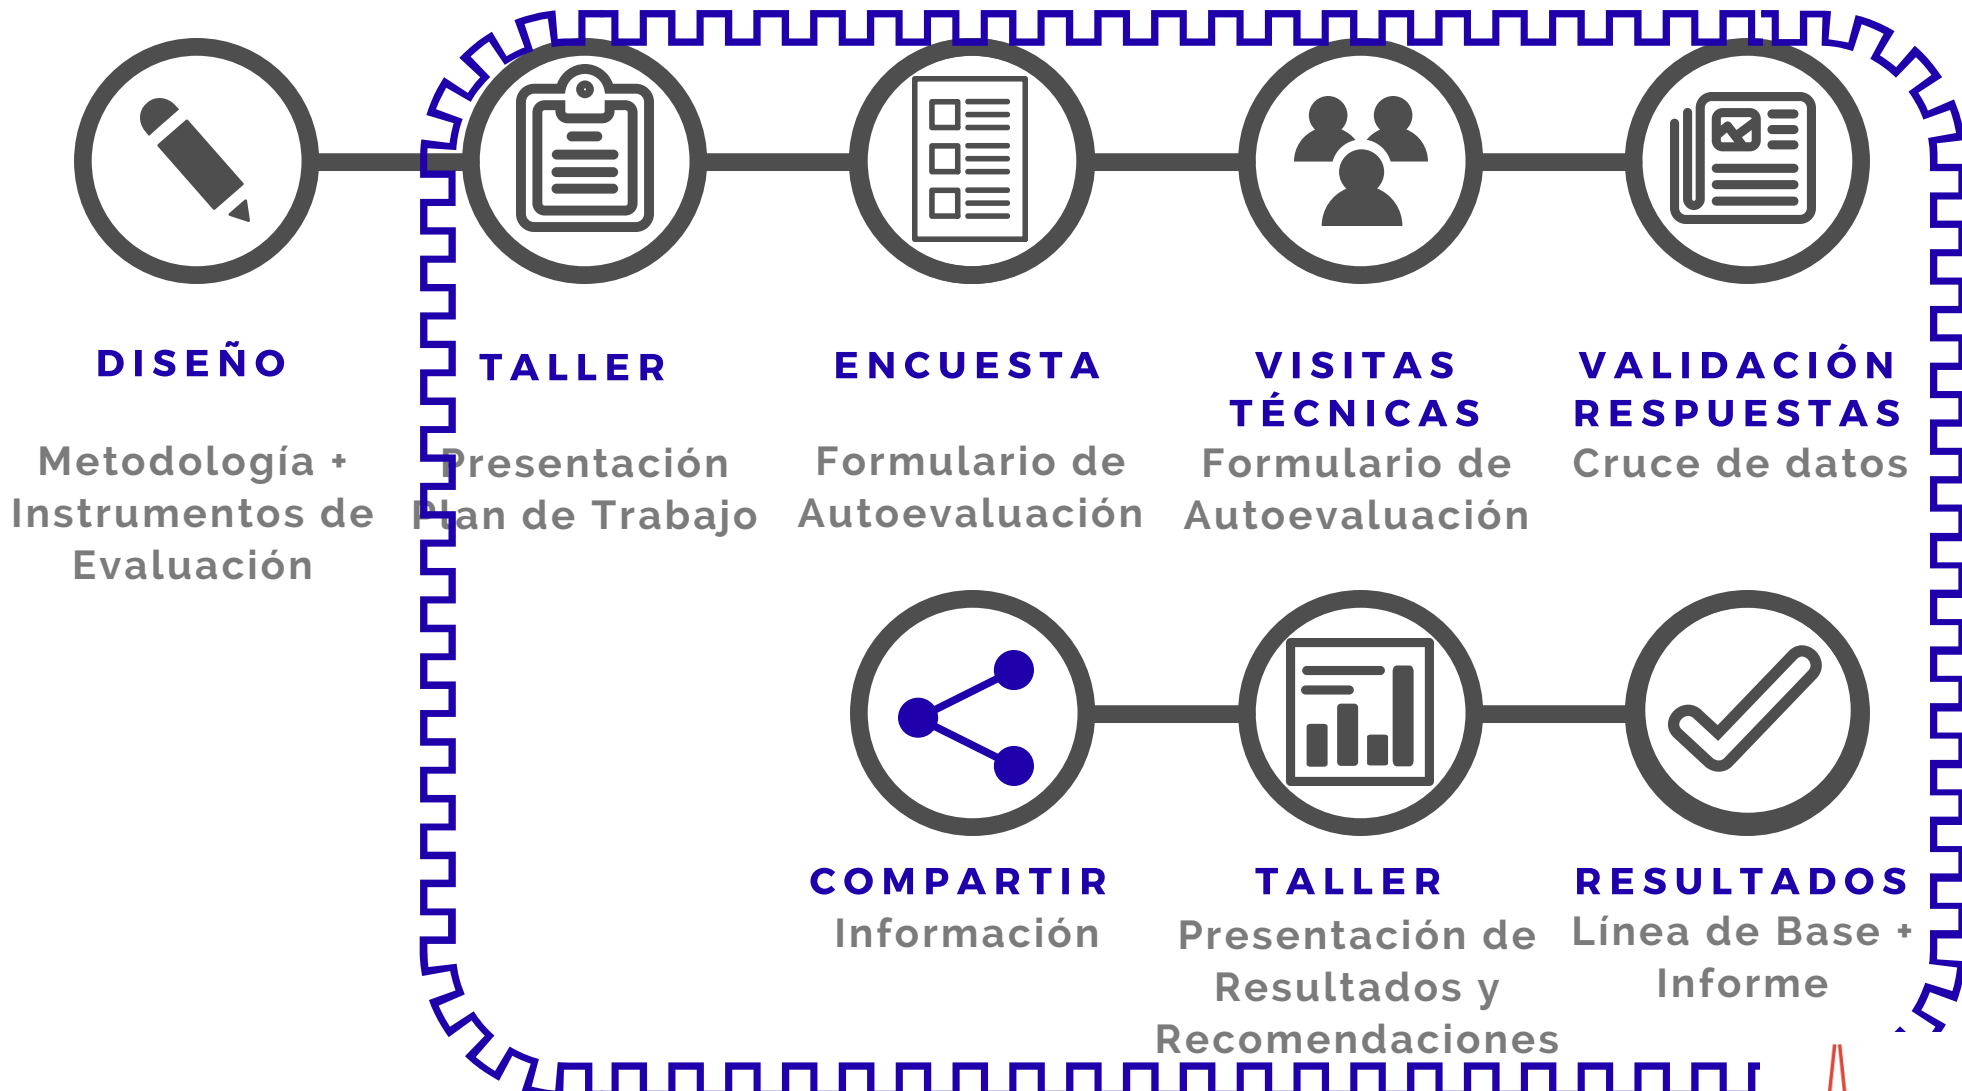 DISEÑO
Metodología +
Instrumentos de
Evaluación
TALLER
Presentación
Plan de Trabajo
ENCUESTA
Formulario de
Autoevaluación
VISITAS
TÉCNICAS
Formulario de
Autoevaluación
VALIDACIÓN
RESPUESTAS
Cruce de datos
COMPARTIR
Información
TALLER
Presentación de
Resultados y
Recomendaciones
RESULTADOS
Línea de Base +
Informe